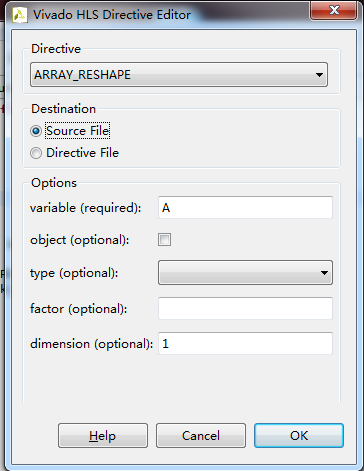 Vivado HLS Directive Editor
Directive
ARRAY_RESHAPE
Destination
Source File
Directive File
Options
variable (required): A
object (optional):
type (optional):
factor (optional):
dimension (optional): 1
Help Cancel OK